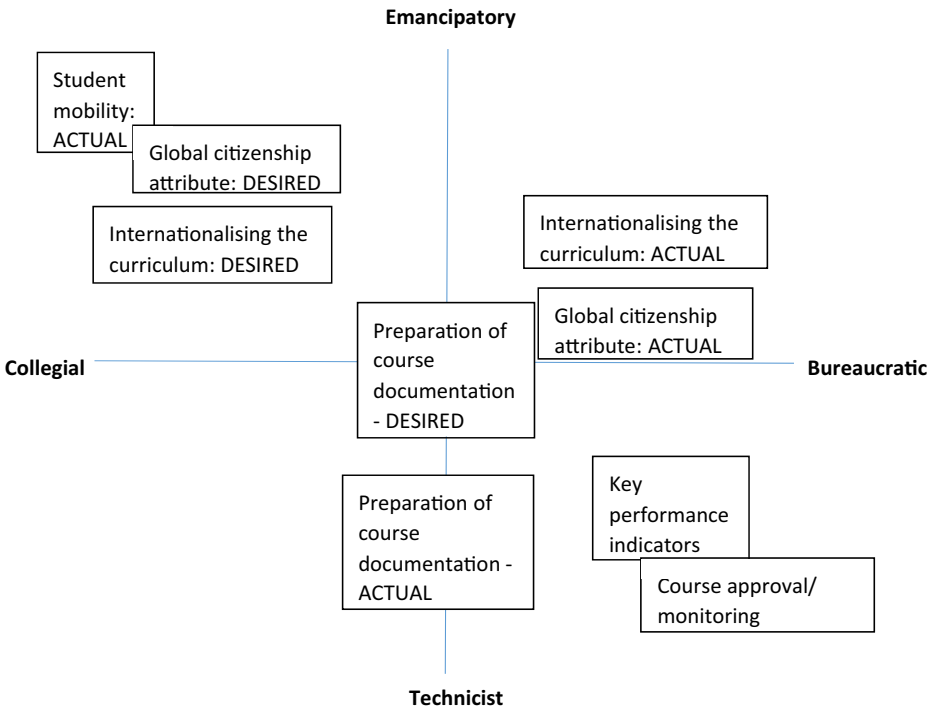 Emancipatory
Student
mobility:
ACTUAL
Global citizenship
attribute: DESIRED
Internationalising the
curriculum: DESIRED
Internationalising the
curriculum: ACTUAL
Global citizenship
attribute: ACTUAL
Preparation of
course
documentation
- DESIRED
Collegial
Bureaucratic
Preparation of
course
documentation -
ACTUAL
Key
performance
indicators
Course approval/
monitoring
Technicist